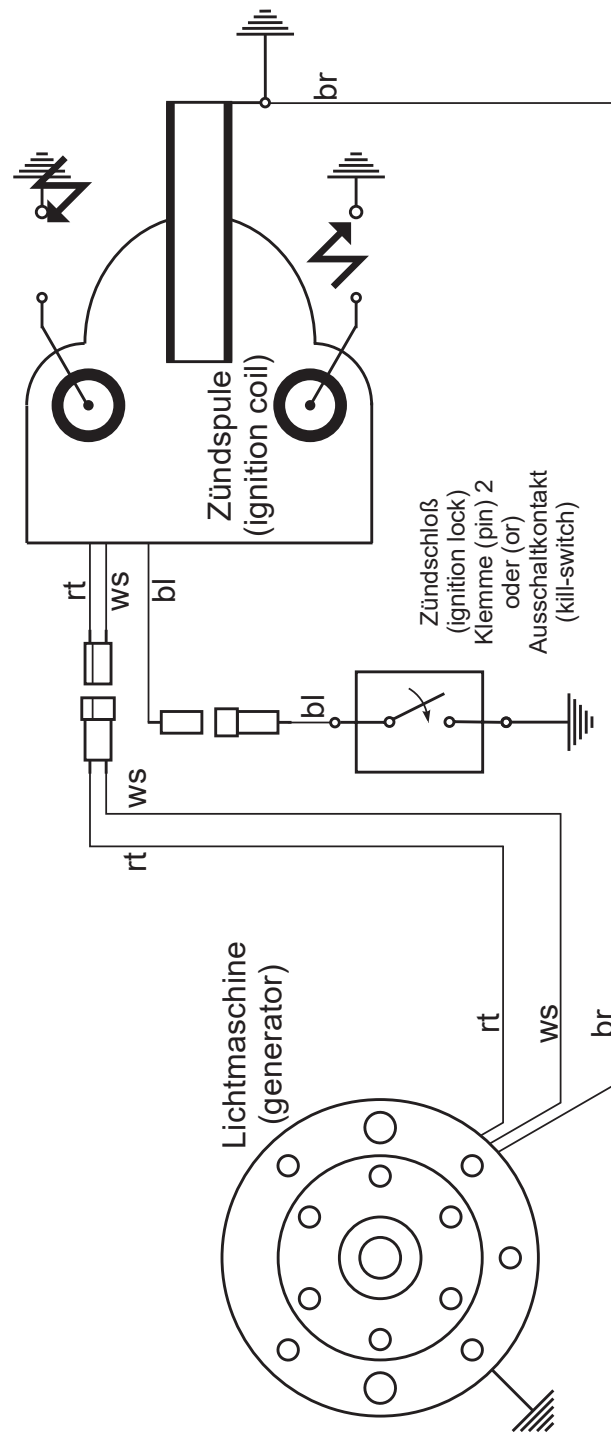 br
Zündspule
(ignition coil)
rt
ws
bl
Zündschloß
(ignition lock)
Klemme (pin) 2
oder (or)
Ausschaltkontakt
(kill-switch)
bl
ws
rt
Lichtmaschine
(generator)
rt
ws
br